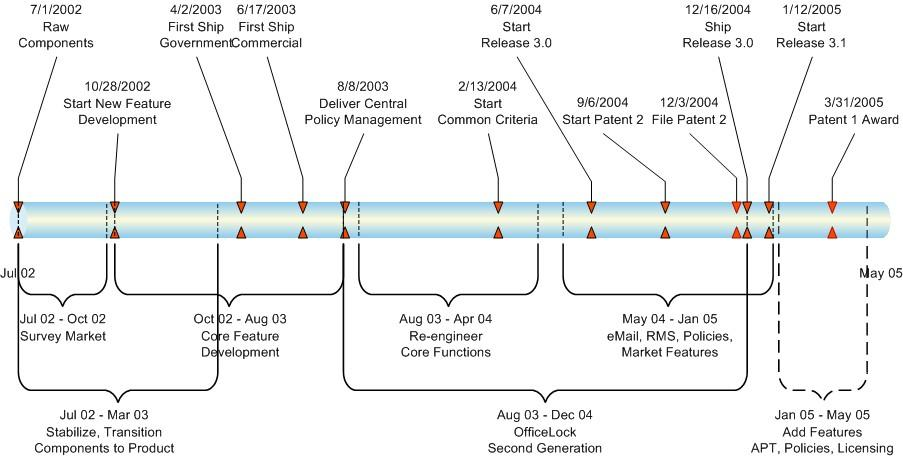 7/1/2002
Raw
Components
4/2/2003
First Ship
Government
6/17/2003
First Ship
Commercial
6/7/2004
Start
Release 3.0
12/16/2004
Ship
Release 3.0
1/12/2005
Start
Release 3.1
10/28/2002
Start New Feature
Development
8/8/2003
Deliver Central
Policy Management
2/13/2004
Start
Common Criteria
9/6/2004
Start Patent 2
12/3/2004
File Patent 2
3/31/2005
Patent 1 Award
Jul 02
May 05
Jul 02 - Oct 02
Survey Market
Oct 02 - Aug 03
Core Feature
Development
Aug 03 - Apr 04
Re-engineer
Core Functions
May 04 - Jan 05
eMail, RMS, Policies,
Market Features
Jul 02 - Mar 03
Stabilize, Transition
Components to Product
Aug 03 - Dec 04
OfficeLock
Second Generation
Jan 05 - May 05
Add Features
APT, Policies, Licensing